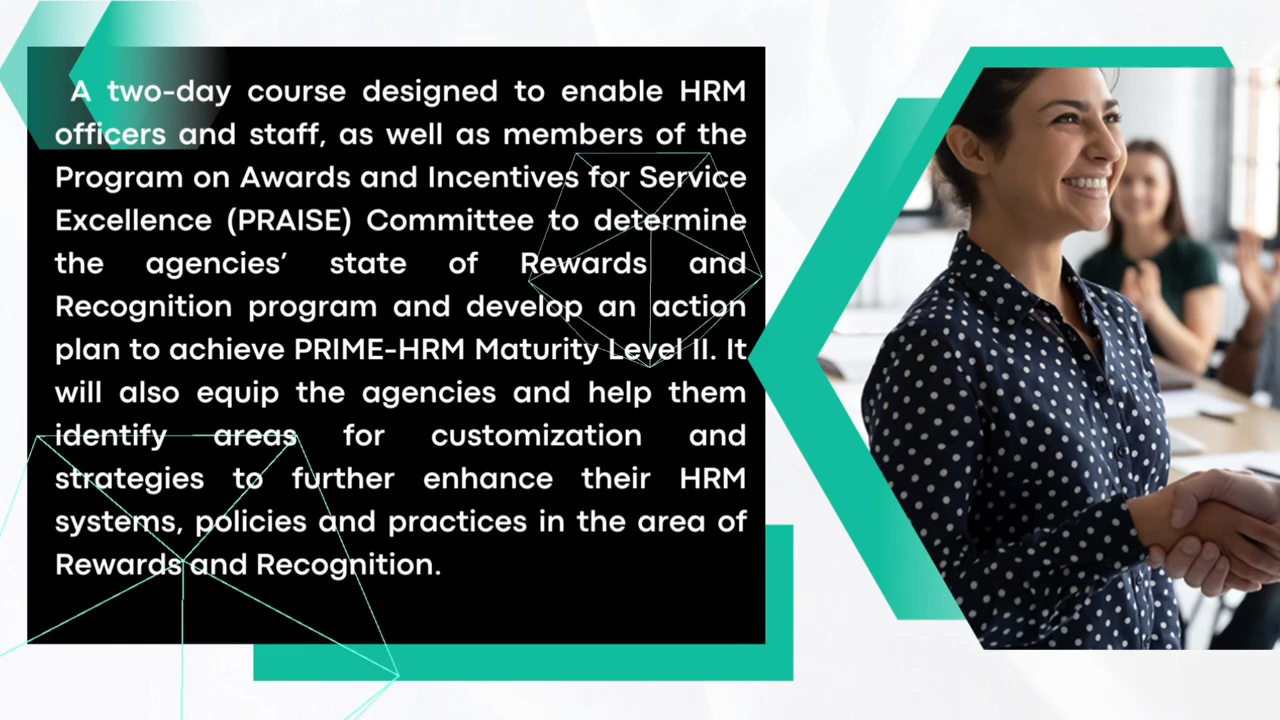 A two-day course designed to enable HRM
officers and staff, as well as members of the
Program on Awards and Incentives for Service
Excellence (PRAISE) Committee to determine
the agencies’ state of Rewards and
Recognition program and develop an action
plan to achieve PRIME-HRM Maturity Level II. It
will also equip the agencies and help them
identify areas for customization and
strategies to further enhance their HRM
systems, policies and practices in the area of
Rewards and Recognition.